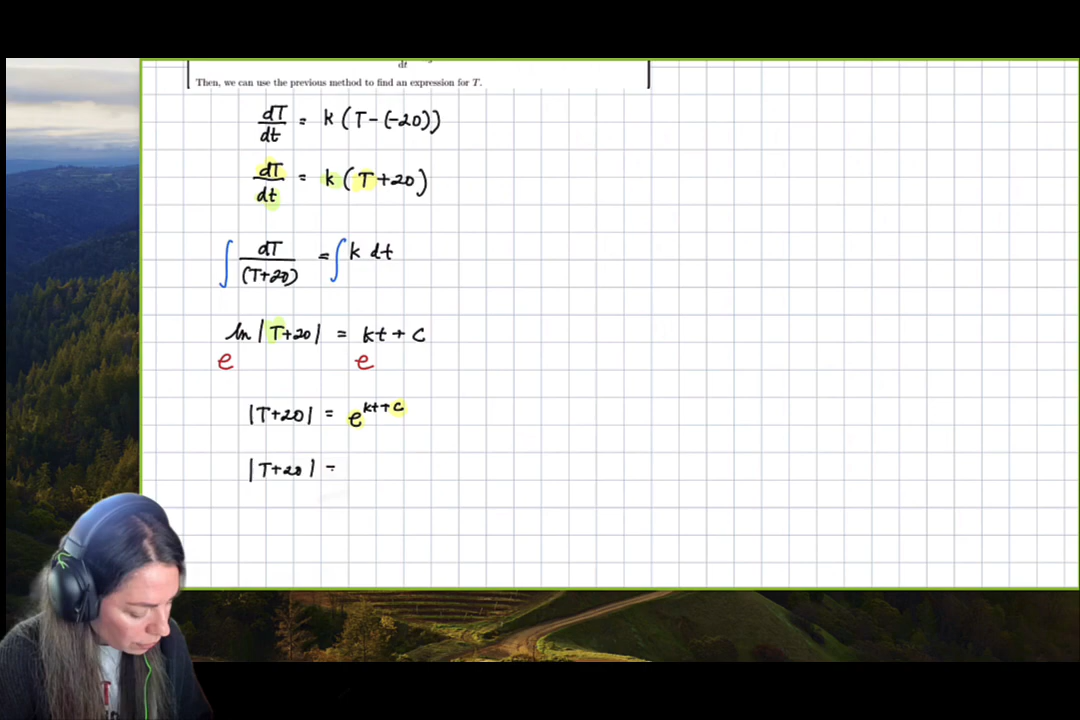 dt
Then, we can use the previous method to find an expression for T.
dT/dt = k (T-(-20))
dT/dt = k (T+20)
∫ dT/(T+20) = ∫ k dt
ln |T+20| = kt + C
e e
|T+20| = e^{kt+c}
|T+20| =